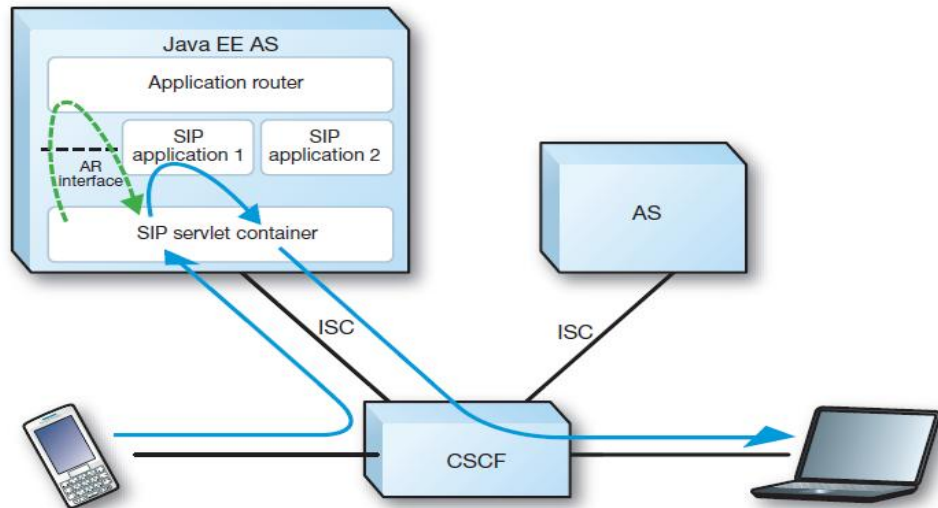 Java EE AS
Application router
SIP
application 1
SIP
application 2
AR
interface
SIP servlet container
AS
ISC
ISC
CSCF